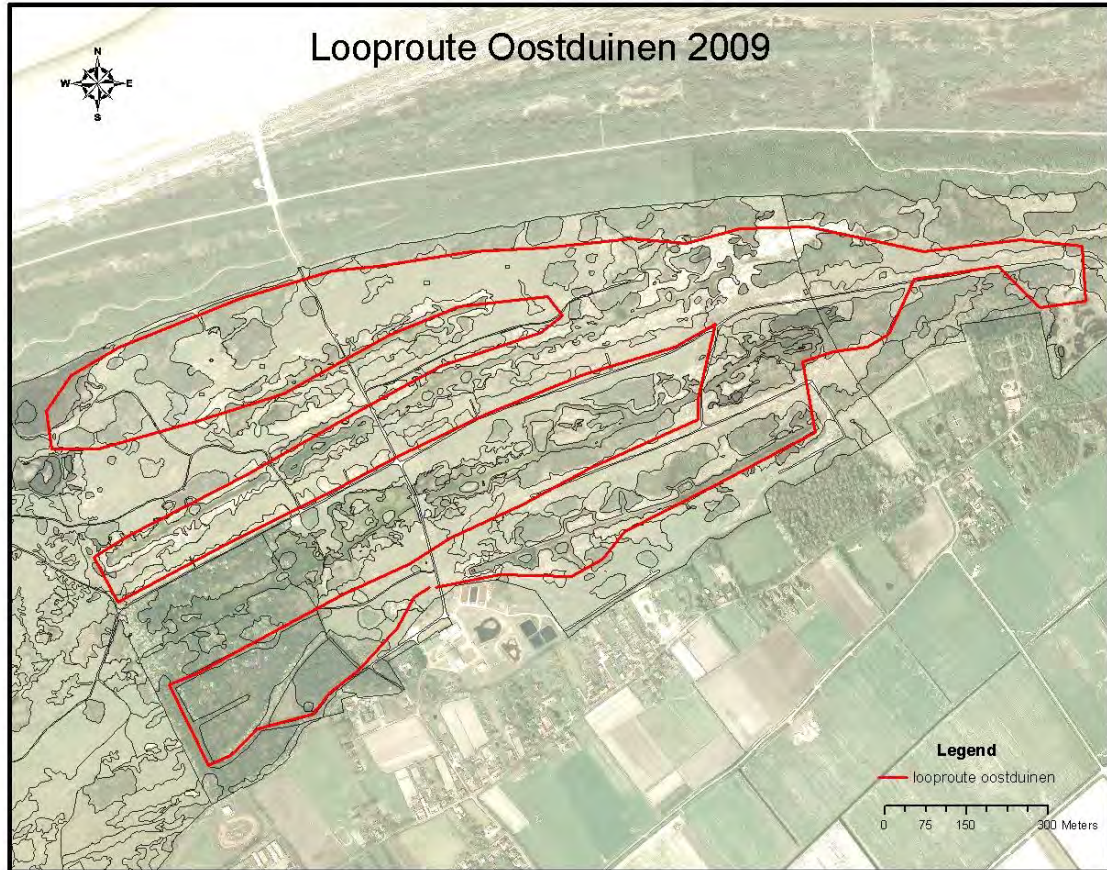 Looproute Oostduinen 2009
N
W E
S
Legend
looproute oostduinen
0 75 150 300 Meters